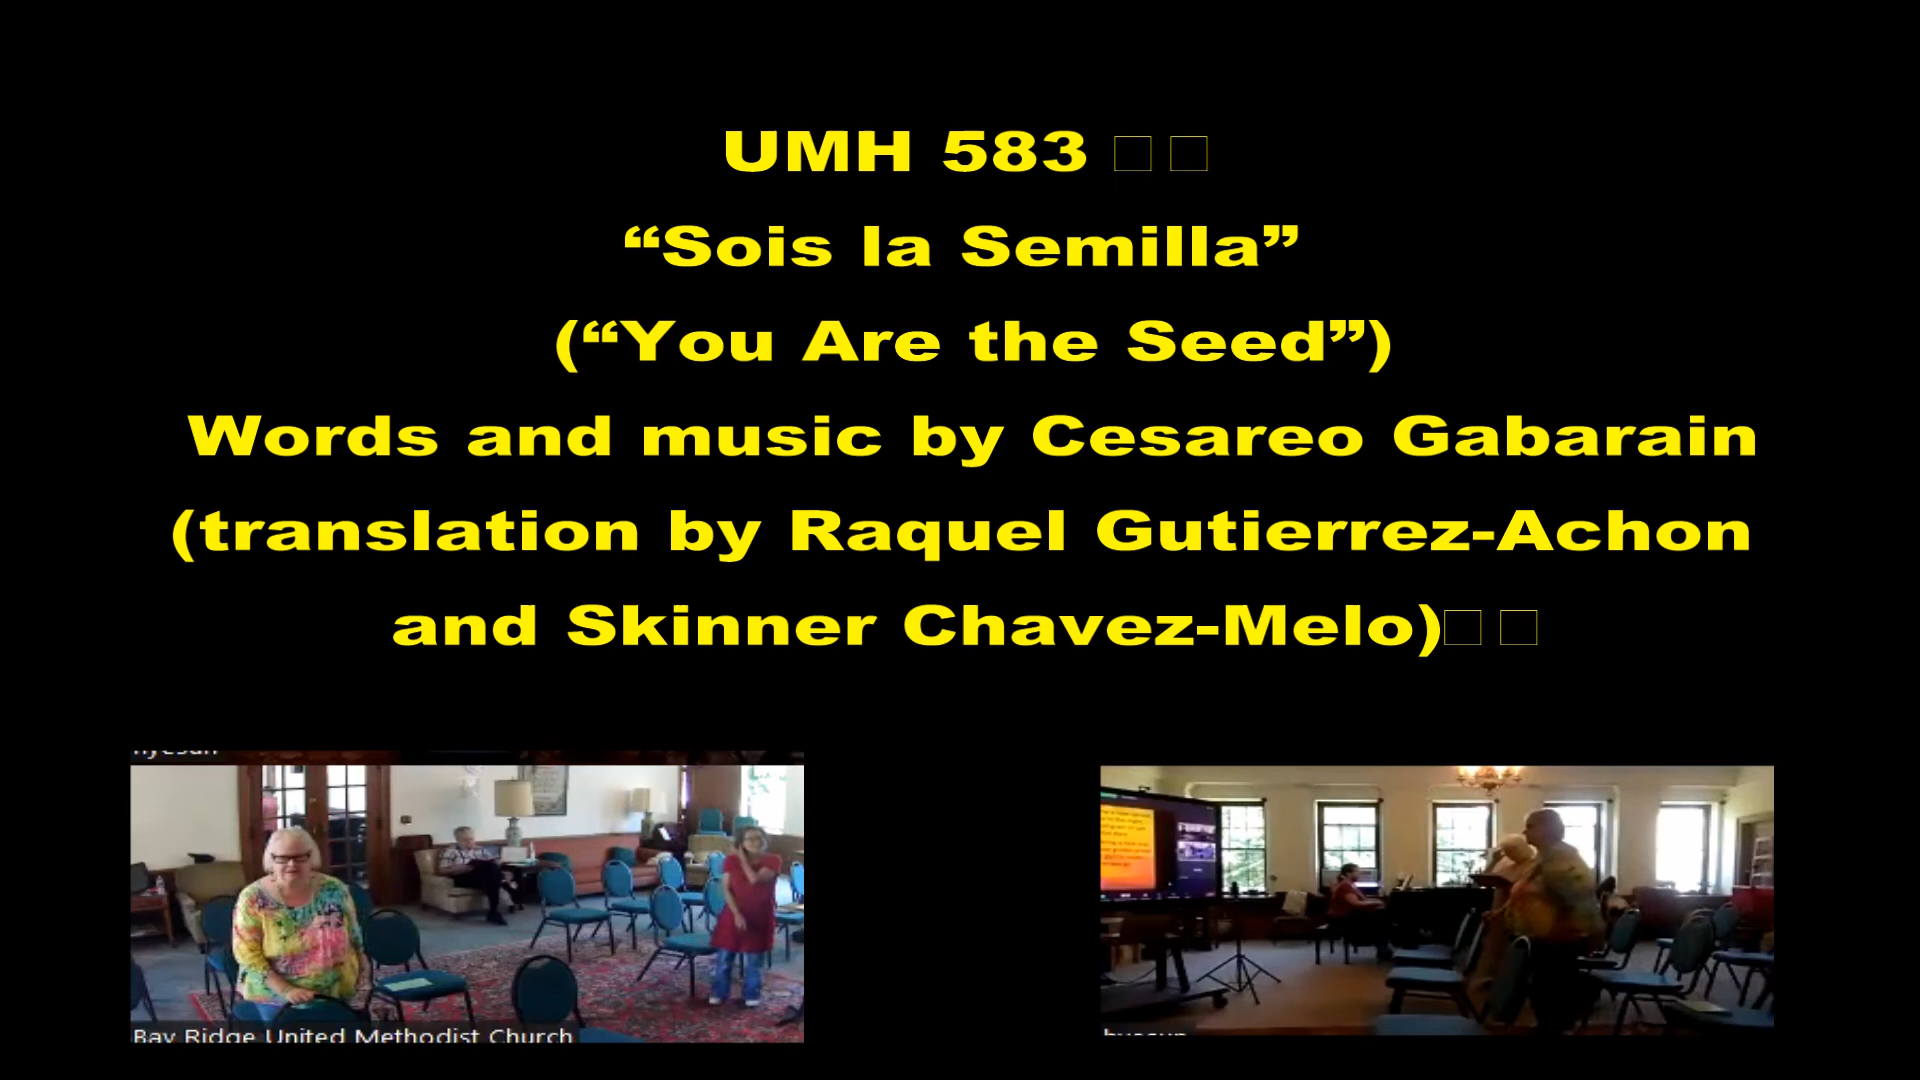 UMH 583 □□
“Sois la Semilla”
(“You Are the Seed”)
Words and music by Cesareo Gabarain
(translation by Raquel Gutierrez-Achon
and Skinner Chavez-Melo)□□
Bay Ridge United Methodist Church